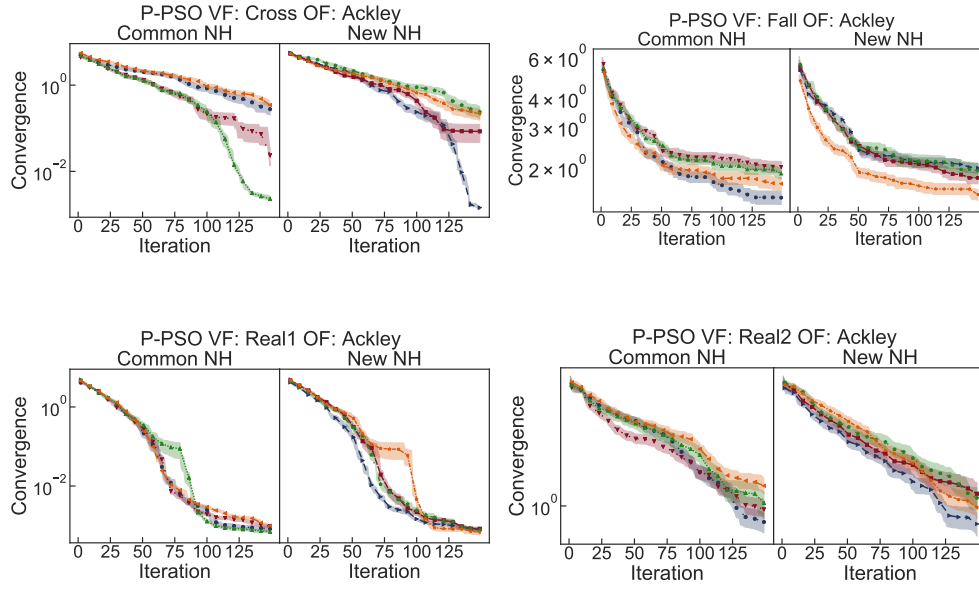 P-PSO VF: Cross OF: Ackley
Common NH New NH
Convergence
10^0
10^-2
0 25 50 75 100 125 0 25 50 75 100 125
Iteration Iteration
P-PSO VF: Fall OF: Ackley
Common NH New NH
Convergence
6 × 10^0
4 × 10^0
3 × 10^0
2 × 10^0
0 25 50 75 100 125 0 25 50 75 100 125
Iteration Iteration
P-PSO VF: Real1 OF: Ackley
Common NH New NH
Convergence
10^0
10^-2
0 25 50 75 100 125 0 25 50 75 100 125
Iteration Iteration
P-PSO VF: Real2 OF: Ackley
Common NH New NH
Convergence
10^0
0 25 50 75 100 125 0 25 50 75 100 125
Iteration Iteration